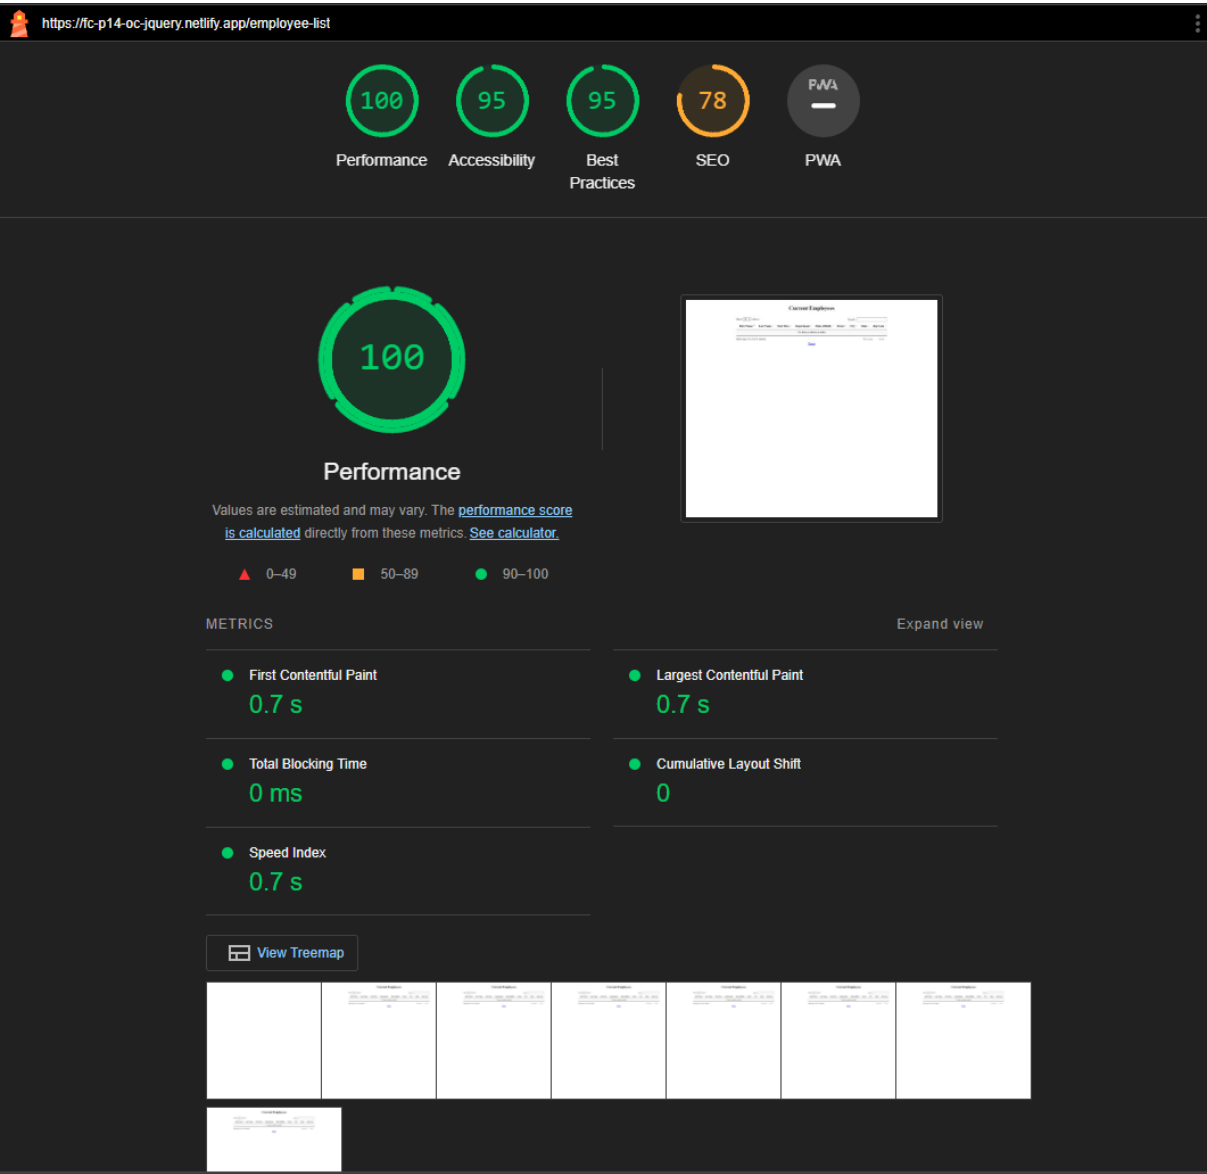 https://fc-p14-oc-jquery.netlify.app/employee-list
100
95
95
78
PWA
Performance
Accessibility
Best
Practices
SEO
PWA
100
Performance
Values are estimated and may vary. The performance score
is calculated directly from these metrics. See calculator.
0–49
50–89
90–100
Current Employees
METRICS
Expand view
First Contentful Paint
0.7 s
Largest Contentful Paint
0.7 s
Total Blocking Time
0 ms
Cumulative Layout Shift
0
Speed Index
0.7 s
View Treemap